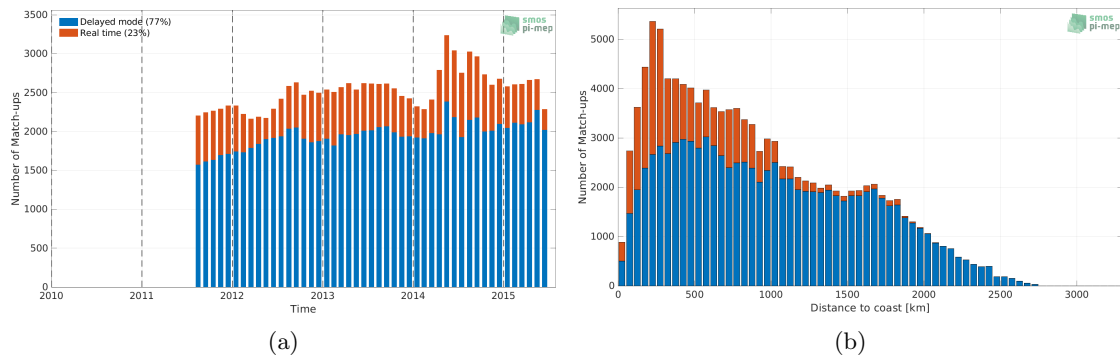 Delayed mode (77%)
Real time (23%)
smos
pi-mep
3500
3000
2500
2000
1500
1000
500
0
Number of Match-ups
2010
2011
2012
2013
2014
2015
Time
(a)
smos
pi-mep
5000
4000
3000
2000
1000
0
Number of Match-ups
0
500
1000
1500
2000
2500
3000
Distance to coast [km]
(b)